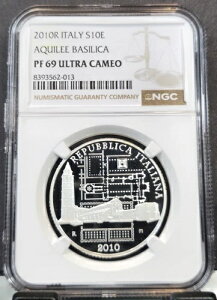 2010R ITALY S10E
AQUILEE BASILICA
PF 69 ULTRA CAMEO
8393562-013
NUMISMATIC GUARANTY COMPANY
NGC
REPUBBLICA ITALIANA
R
2010